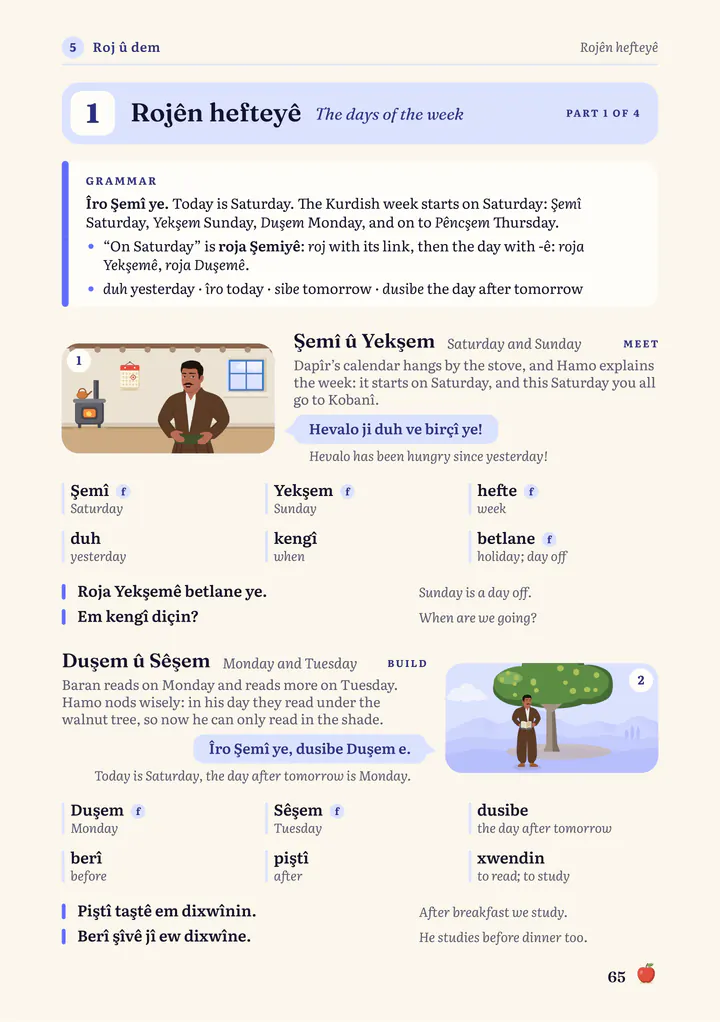 5 Roj û dem
Rojên hefteyê
1 Rojên hefteyê The days of the week PART 1 OF 4
GRAMMAR
Îro Şemî ye. Today is Saturday. The Kurdish week starts on Saturday: Şemî
Saturday, Yekşem Sunday, Duşem Monday, and on to Pêncşem Thursday.
• “On Saturday” is roja Şemiyê: roj with its link, then the day with -ê: roja
Yekşemê, roja Duşemê.
• duh yesterday · îro today · sibe tomorrow · dusibe the day after tomorrow
1
Şemî û Yekşem Saturday and Sunday MEET
Dapîr’s calendar hangs by the stove, and Hamo explains
the week: it starts on Saturday, and this Saturday you all
go to Kobanî.
Hevalo ji duh ve birçî ye!
Hevalo has been hungry since yesterday!
Şemî f
Saturday
Yekşem f
Sunday
hefte f
week
duh
yesterday
kengî
when
betlane f
holiday; day off
Roja Yekşemê betlane ye. Sunday is a day off.
Em kengî diçin? When are we going?
Duşem û Sêşem Monday and Tuesday BUILD
Baran reads on Monday and reads more on Tuesday.
Hamo nods wisely: in his day they read under the
walnut tree, so now he can only read in the shade.
Îro Şemî ye, dusibe Duşem e.
Today is Saturday, the day after tomorrow is Monday.
2
Duşem f
Monday
Sêşem f
Tuesday
dusibe
the day after tomorrow
berî
before
piştî
after
xwendin
to read; to study
Piştî taştê em dixwînin. After breakfast we study.
Berî şîvê jî ew dixwîne. He studies before dinner too.
65